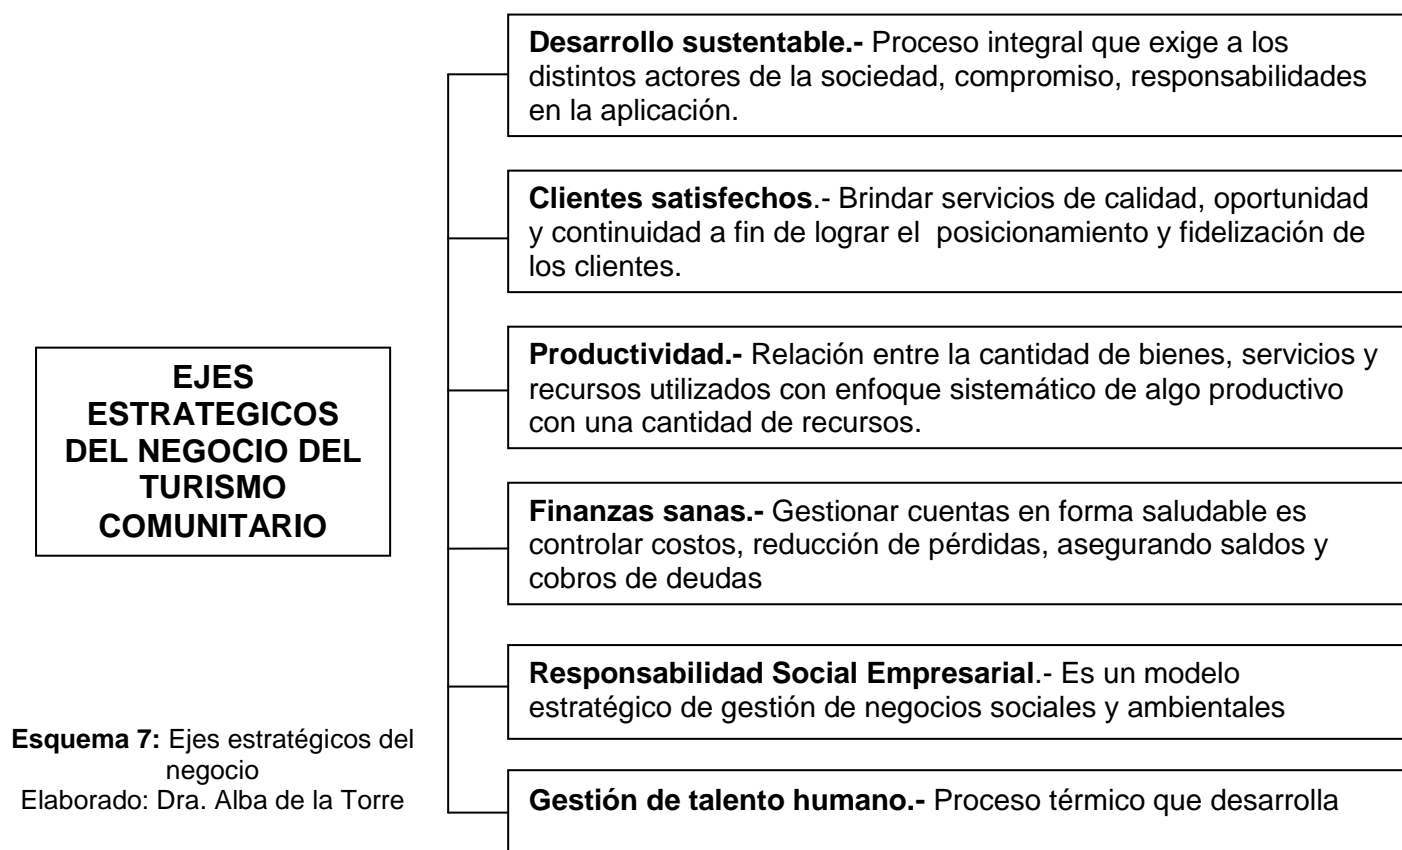 EJES
ESTRATEGICOS
DEL NEGOCIO DEL
TURISMO
COMUNITARIO
Desarrollo sustentable.- Proceso integral que exige a los
distintos actores de la sociedad, compromiso, responsabilidades
en la aplicación.
Clientes satisfechos.- Brindar servicios de calidad, oportunidad
y continuidad a fin de lograr el  posicionamiento y fidelización de
los clientes.
Productividad.- Relación entre la cantidad de bienes, servicios y
recursos utilizados con enfoque sistemático de algo productivo
con una cantidad de recursos.
Finanzas sanas.- Gestionar cuentas en forma saludable es
controlar costos, reducción de pérdidas, asegurando saldos y
cobros de deudas
Responsabilidad Social Empresarial.- Es un modelo
estratégico de gestión de negocios sociales y ambientales
Gestión de talento humano.- Proceso térmico que desarrolla
Esquema 7: Ejes estratégicos del
negocio
Elaborado: Dra. Alba de la Torre